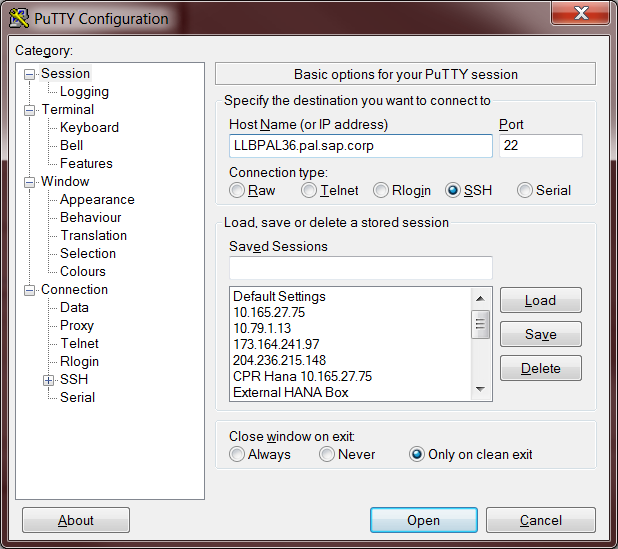 PuTTY Configuration
Category:
Session
Logging
Terminal
Keyboard
Bell
Features
Window
Appearance
Behaviour
Translation
Selection
Colours
Connection
Data
Proxy
Telnet
Rlogin
SSH
Serial
Basic options for your PuTTY session
Specify the destination you want to connect to
Host Name (or IP address) Port
LLBPAL36.pal.sap.corp 22
Connection type:
Raw Telnet Rlogin SSH Serial
Load, save or delete a stored session
Saved Sessions
Default Settings
10.165.27.75
10.79.1.13
173.164.241.97
204.236.215.148
CPR Hana 10.165.27.75
External HANA Box
Load
Save
Delete
Close window on exit:
Always Never Only on clean exit
About Open Cancel